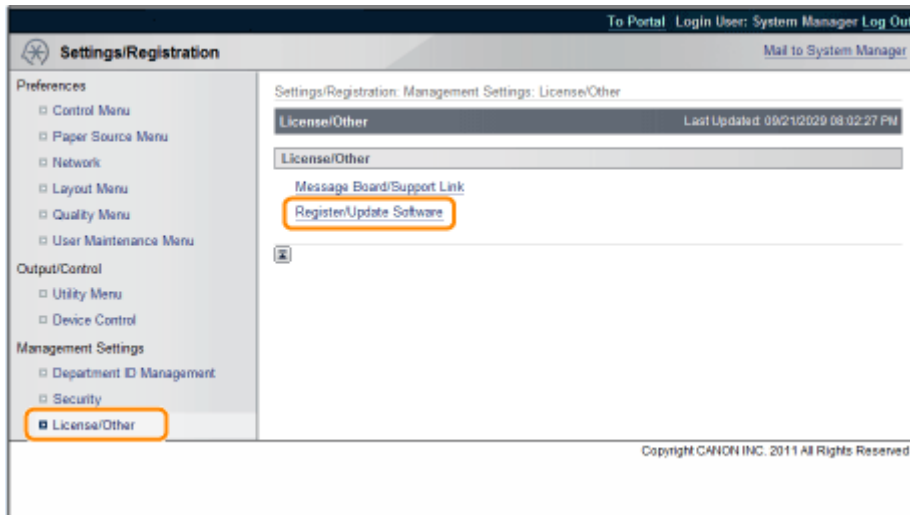 To Portal Login User: System Manager Log Out
Settings/Registration
Mail to System Manager
Preferences
Control Menu
Paper Source Menu
Network
Layout Menu
Quality Menu
User Maintenance Menu
Output/Control
Utility Menu
Device Control
Management Settings
Department ID Management
Security
License/Other
Settings/Registration: Management Settings: License/Other
License/Other
Last Updated: 09/21/2029 08:02:27 PM
License/Other
Message Board/Support Link
Register/Update Software
Copyright CANON INC. 2011 All Rights Reserved